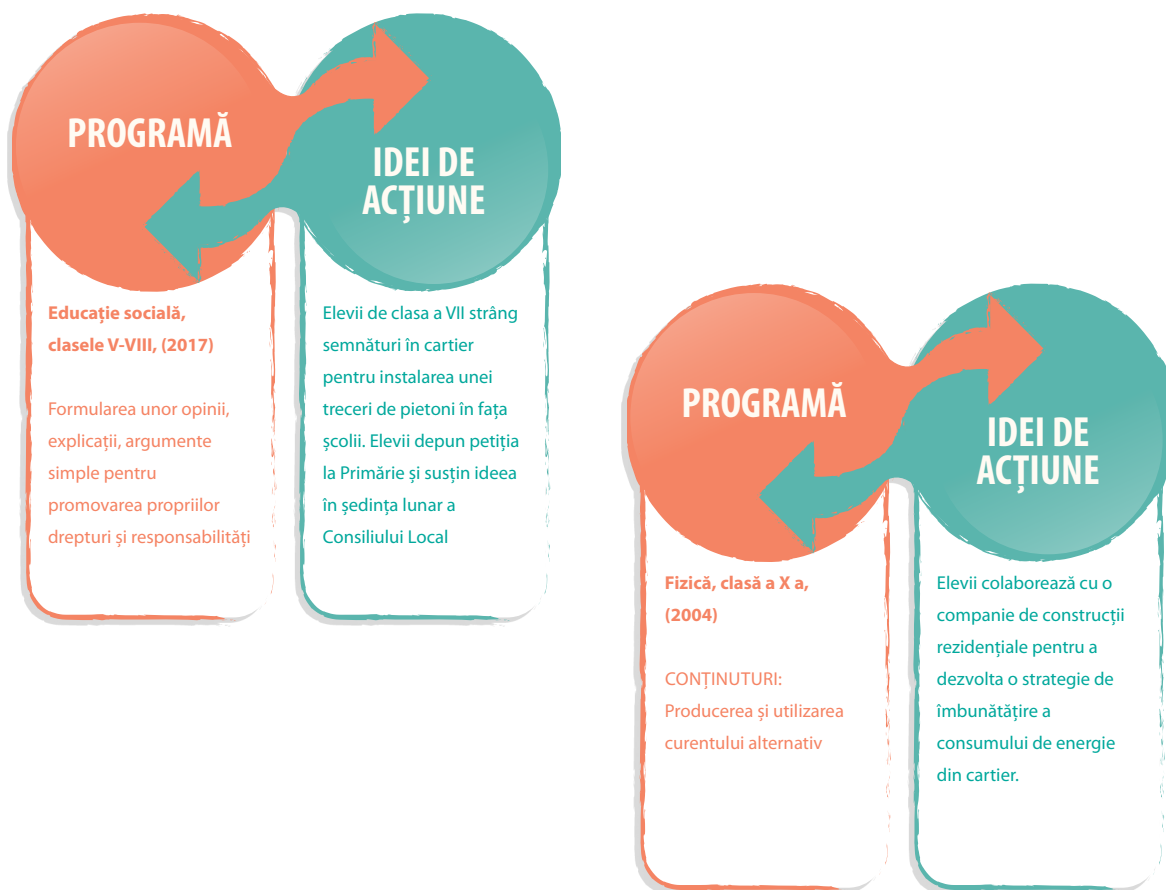 PROGRAMĂ
IDEI DE
ACȚIUNE
Educație socială,
clasele V-VIII, (2017)
Formularea unor opinii,
explicații, argumente
simple pentru
promovarea propriilor
drepturi și responsabilități
Elevii de clasa a VII strâng
semnături în cartier
pentru instalarea unei
treceri de pietoni în fața
școlii. Elevii depun petiția
la Primărie și susțin ideea
în ședința lunar a
Consiliului Local
PROGRAMĂ
IDEI DE
ACȚIUNE
Fizică, clasă a X a,
(2004)
CONȚINUTURI:
Producerea și utilizarea
curentului alternativ
Elevii colaborează cu o
companie de construcții
rezidențiale pentru a
dezvolta o strategie de
îmbunătățire a
consumului de energie
din cartier.